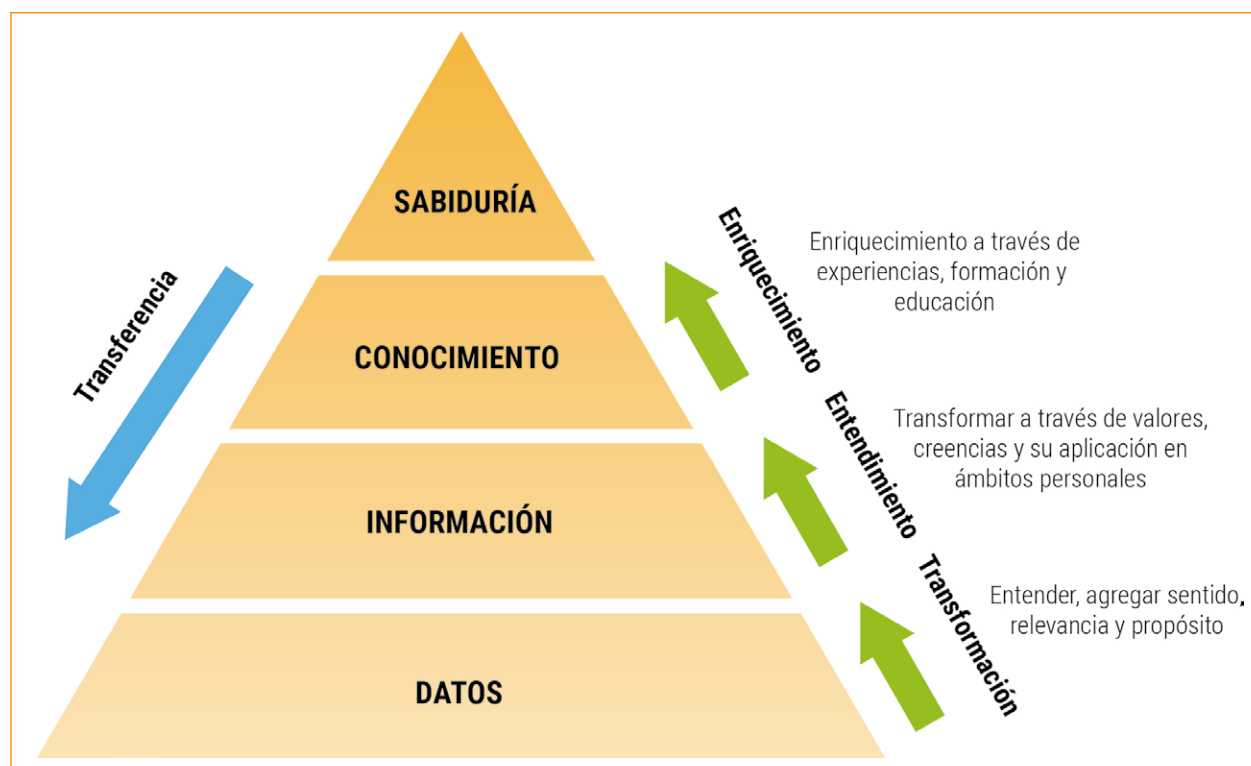 SABIDURÍA
CONOCIMIENTO
INFORMACIÓN
DATOS
Transferencia
Enriquecimiento
Enriquecimiento a través de
experiencias, formación y
educación
Entendimiento
Transformar a través de valores,
creencias y su aplicación en
ámbitos personales
Transformación
Entender, agregar sentido,
relevancia y propósito